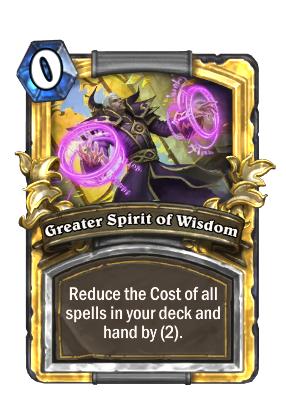 0
Greater Spirit of Wisdom
Reduce the Cost of all
spells in your deck and
hand by (2).